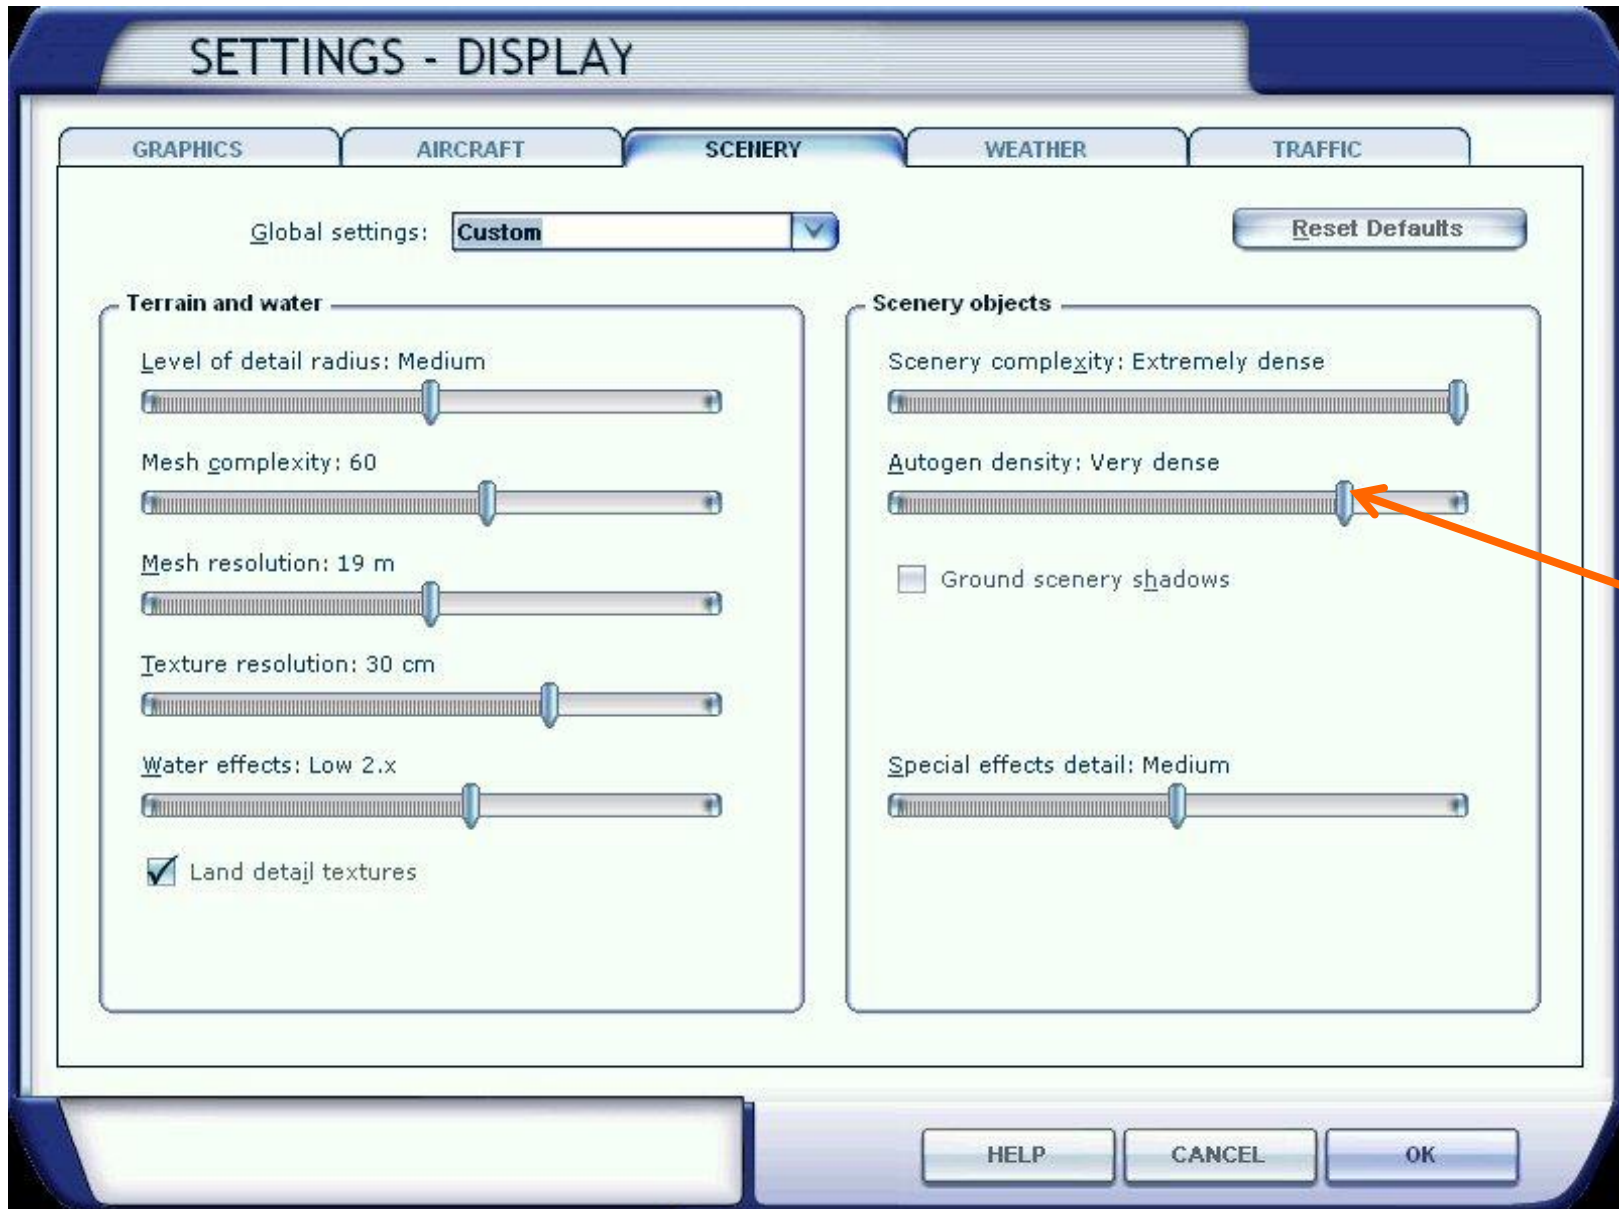 SETTINGS - DISPLAY
GRAPHICS AIRCRAFT SCENERY WEATHER TRAFFIC
Global settings: Custom Reset Defaults
Terrain and water
Level of detail radius: Medium
Mesh complexity: 60
Mesh resolution: 19 m
Texture resolution: 30 cm
Water effects: Low 2.x
Land detail textures
Scenery objects
Scenery complexity: Extremely dense
Autogen density: Very dense
Ground scenery shadows
Special effects detail: Medium
HELP CANCEL OK